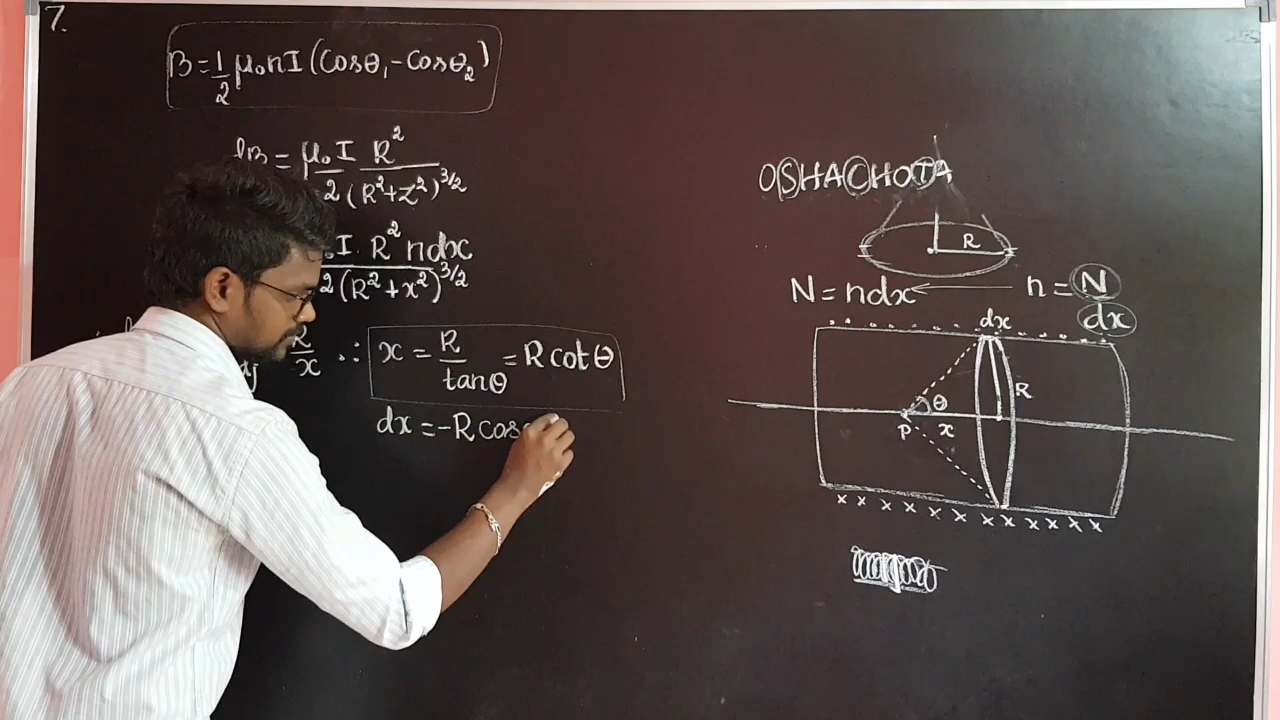 7.
B = 1/2 μ₀nI (Cosθ₁ - Cosθ₂)
dB = μ₀I/2 R²/(R²+Z²)^3/2
I R² ndx / 2(R²+x²)^3/2
R/x ∴ x = R/tanθ = R cotθ
dx = -R cos
OSHACHOTA
R
N = ndx ← n = N/dx
dx
R
θ
P x
x x x x x x x x x x x